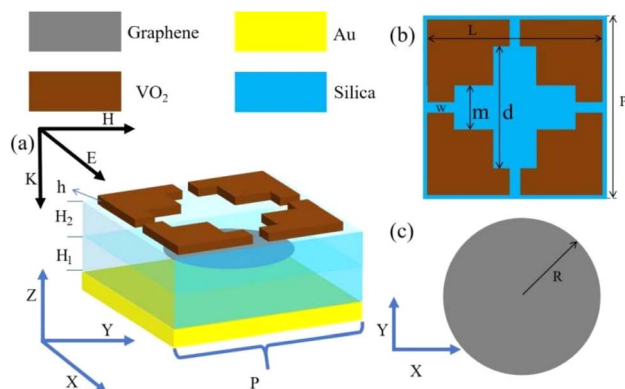 Graphene
Au
VO₂
Silica
(a)
H
E
K
h
H₂
H₁
Z
Y
X
P
(b)
L
P
w
m
d
(c)
R
Y
X